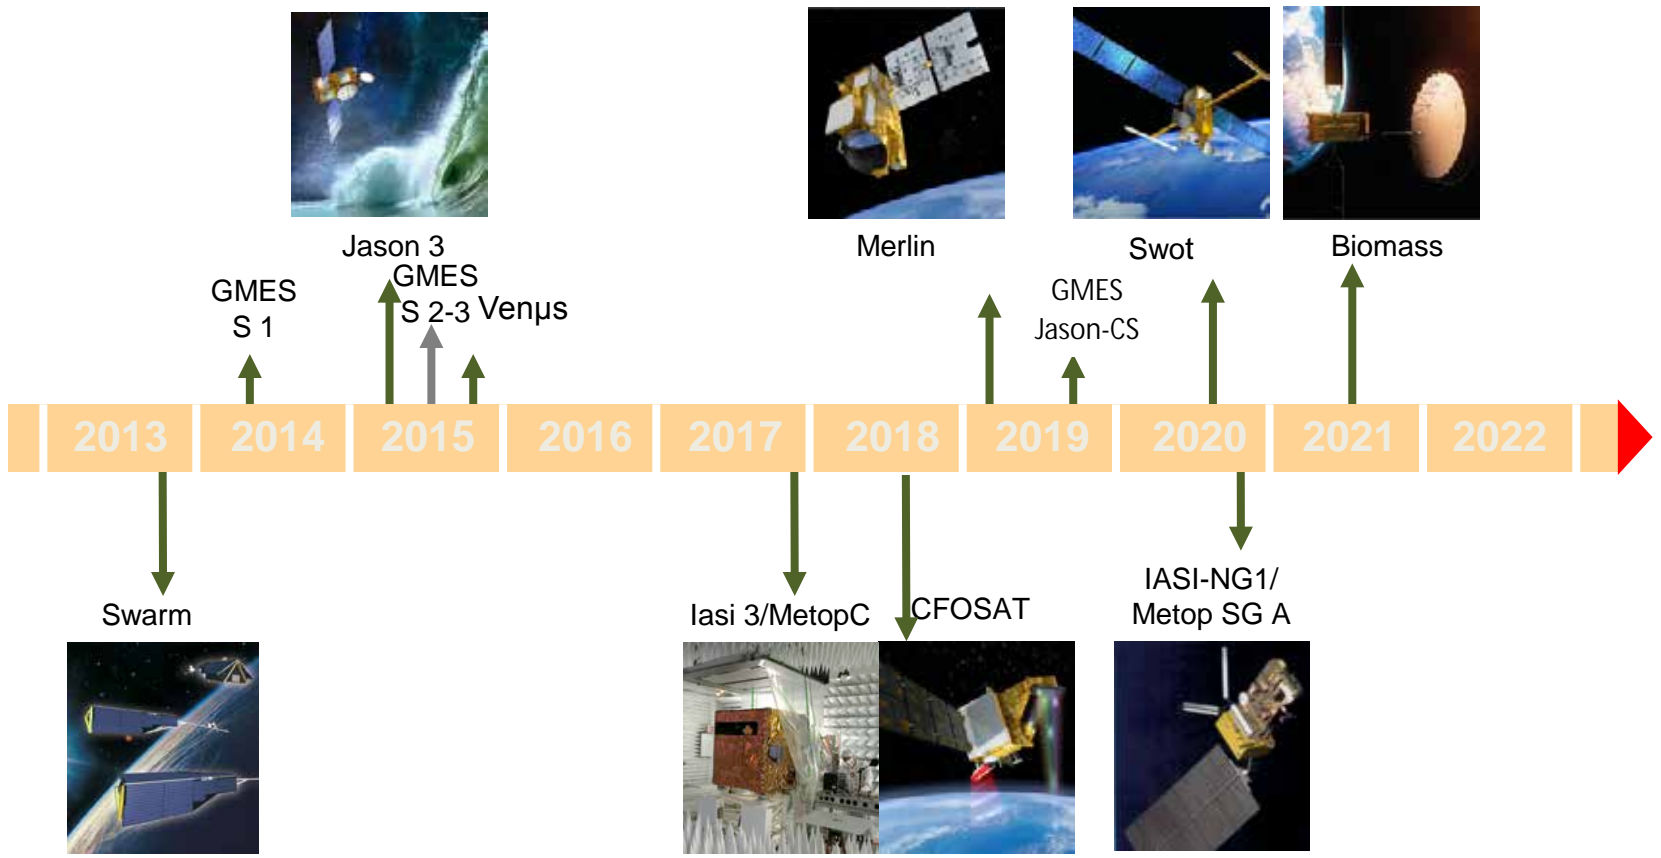 Jason 3
Merlin
Swot
Biomass
GMES
S 1
GMES
S 2-3
Venµs
GMES
Jason-CS
2013
2014
2015
2016
2017
2018
2019
2020
2021
2022
Swarm
Iasi 3/MetopC
CFOSAT
IASI-NG1/
Metop SG A